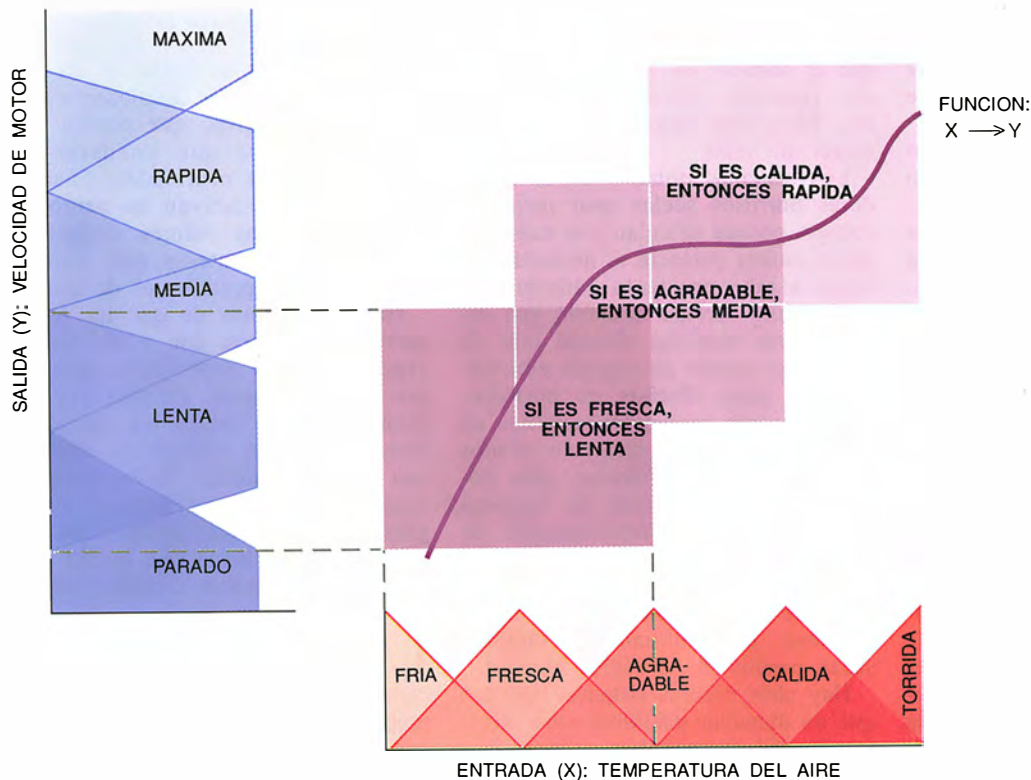 MAXIMA
RAPIDA
MEDIA
LENTA
PARADO
SALIDA (Y): VELOCIDAD DE MOTOR
FUNCION:
X → Y
SI ES CALIDA,
ENTONCES RAPIDA
SI ES AGRADABLE,
ENTONCES MEDIA
SI ES FRESCA,
ENTONCES
LENTA
FRIA
FRESCA
AGRA-
DABLE
CALIDA
TORRIDA
ENTRADA (X): TEMPERATURA DEL AIRE